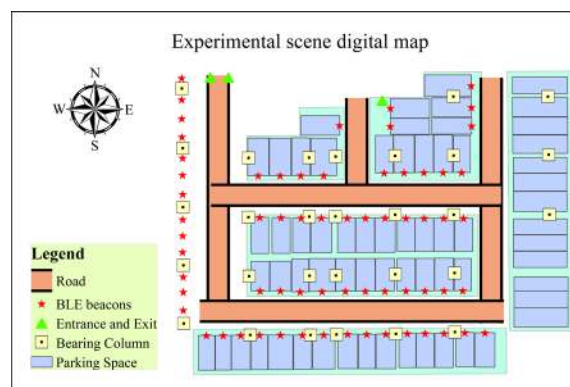 Experimental scene digital map
N
W E
S
Legend
Road
BLE beacons
Entrance and Exit
Bearing Column
Parking Space